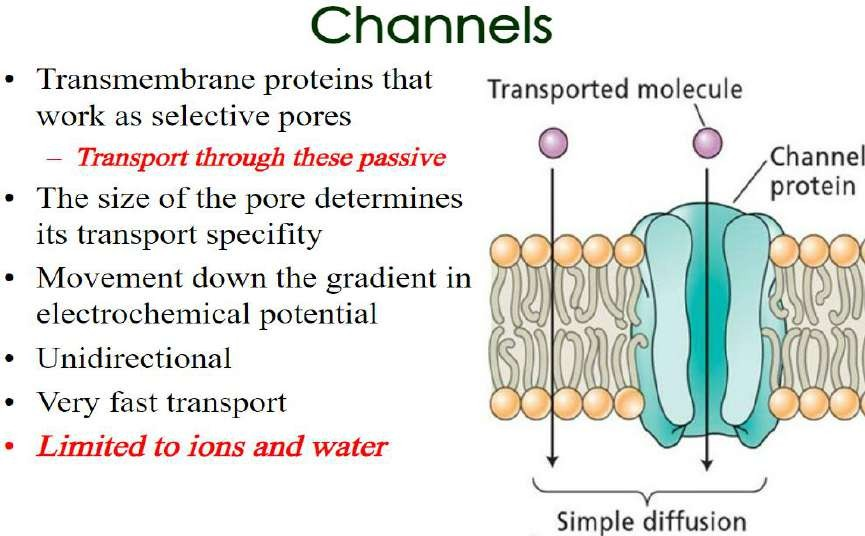 Channels
• Transmembrane proteins that
work as selective pores
– Transport through these passive
• The size of the pore determines
its transport specifity
• Movement down the gradient in
electrochemical potential
• Unidirectional
• Very fast transport
• Limited to ions and water
Transported molecule
Channel
protein
Simple diffusion